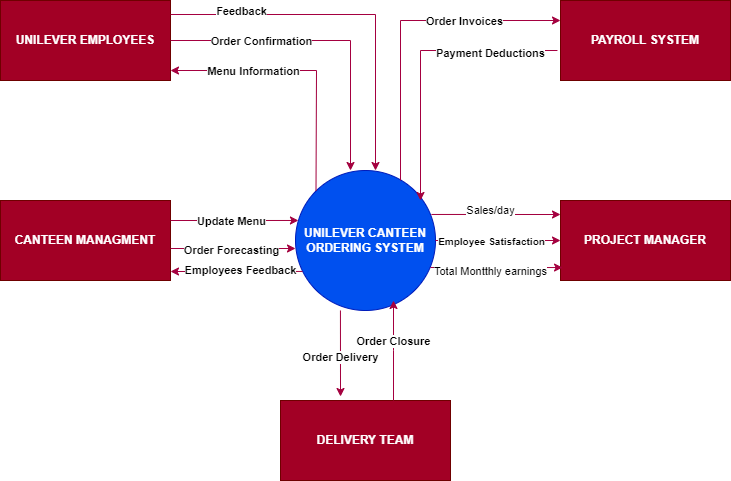 Feedback
Order Invoices
UNILEVER EMPLOYEES
Order Confirmation
PAYROLL SYSTEM
Payment Deductions
Menu Information
Sales/day
Update Menu
UNILEVER CANTEEN
ORDERING SYSTEM
CANTEEN MANAGMENT
Employee Satisfaction
PROJECT MANAGER
Order Forecasting
Employees Feedback
Total Montthly earnings
Order Closure
Order Delivery
DELIVERY TEAM